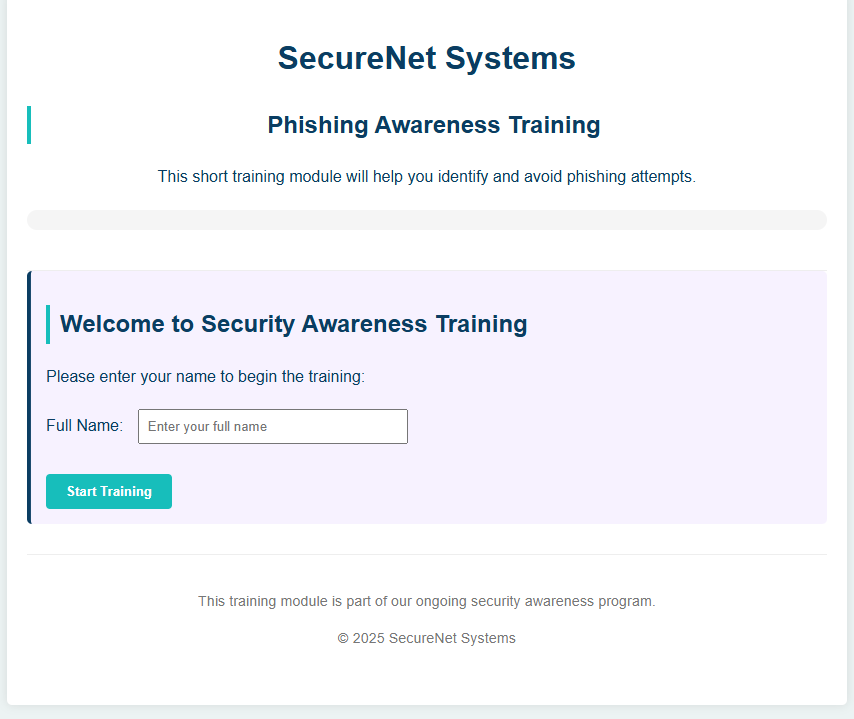 SecureNet Systems
Phishing Awareness Training
This short training module will help you identify and avoid phishing attempts.
Welcome to Security Awareness Training
Please enter your name to begin the training:
Full Name: Enter your full name
Start Training
This training module is part of our ongoing security awareness program.
© 2025 SecureNet Systems